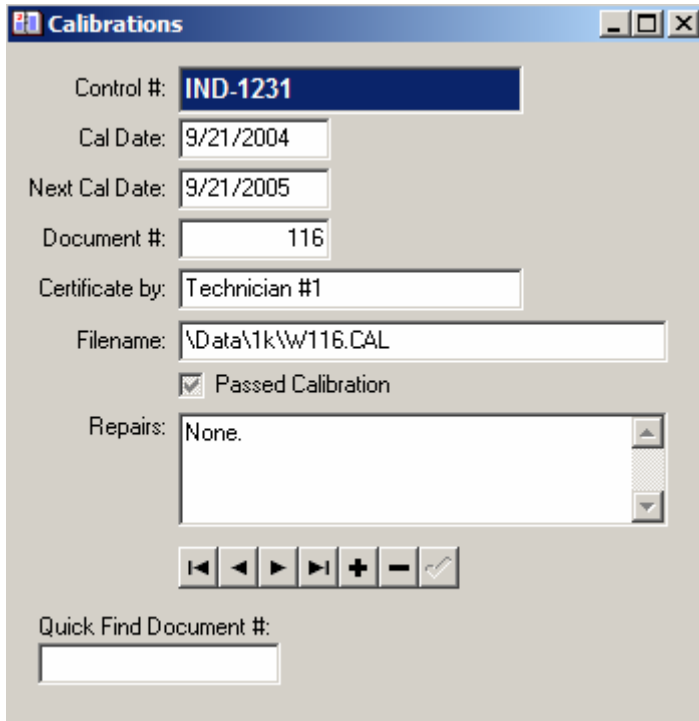 Calibrations
Control #: IND-1231
Cal Date: 9/21/2004
Next Cal Date: 9/21/2005
Document #: 116
Certificate by: Technician #1
Filename: \Data\1k\W116.CAL
Passed Calibration
Repairs: None.
Quick Find Document #: